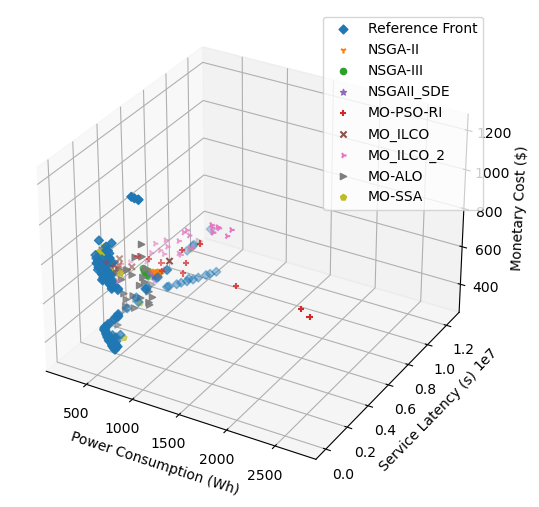 Reference Front
NSGA-II
NSGA-III
NSGAII_SDE
MO-PSO-RI
MO_ILCO
MO_ILCO_2
MO-ALO
MO-SSA
1200
1000
800
600
400
Monetary Cost ($)
1e7
1.2
1.0
0.8
0.6
0.4
0.2
0.0
Service Latency (s)
500
1000
1500
2000
2500
Power Consumption (Wh)